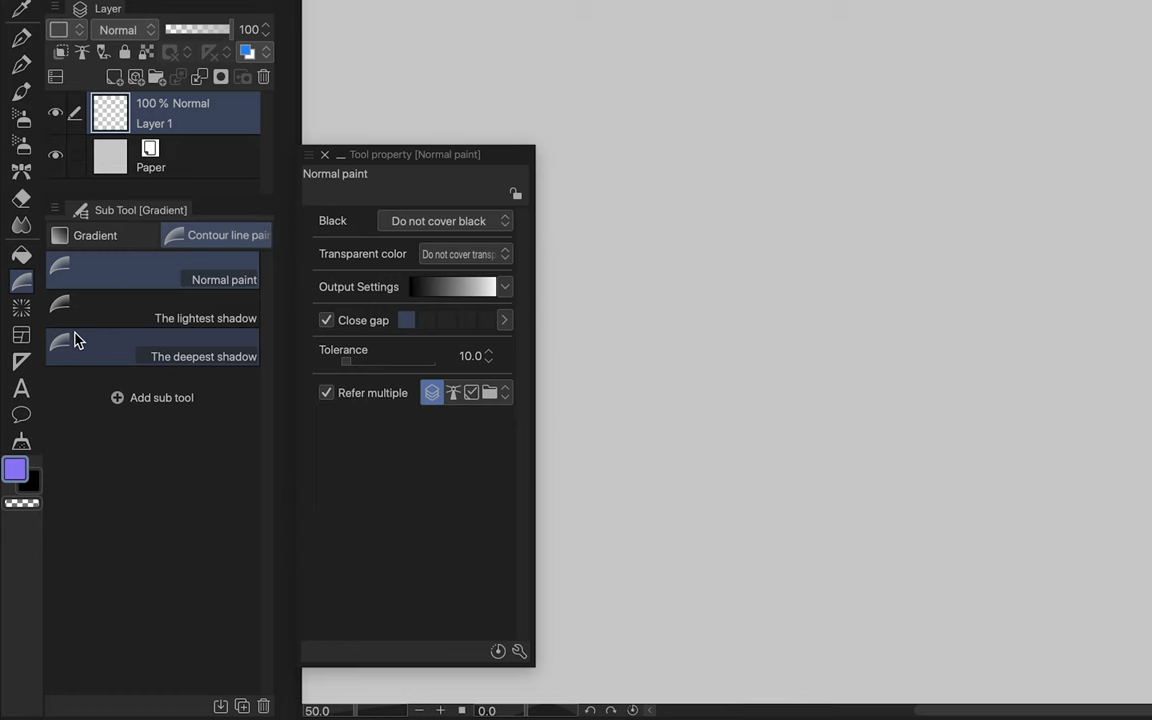 Layer
Normal
100
100 % Normal
Layer 1
Paper
Sub Tool [Gradient]
Gradient
Contour line pai
Normal paint
The lightest shadow
The deepest shadow
Add sub tool
Tool property [Normal paint]
Normal paint
Black
Do not cover black
Transparent color
Do not cover transp
Output Settings
Close gap
Tolerance
10.0
Refer multiple
50.0
0.0